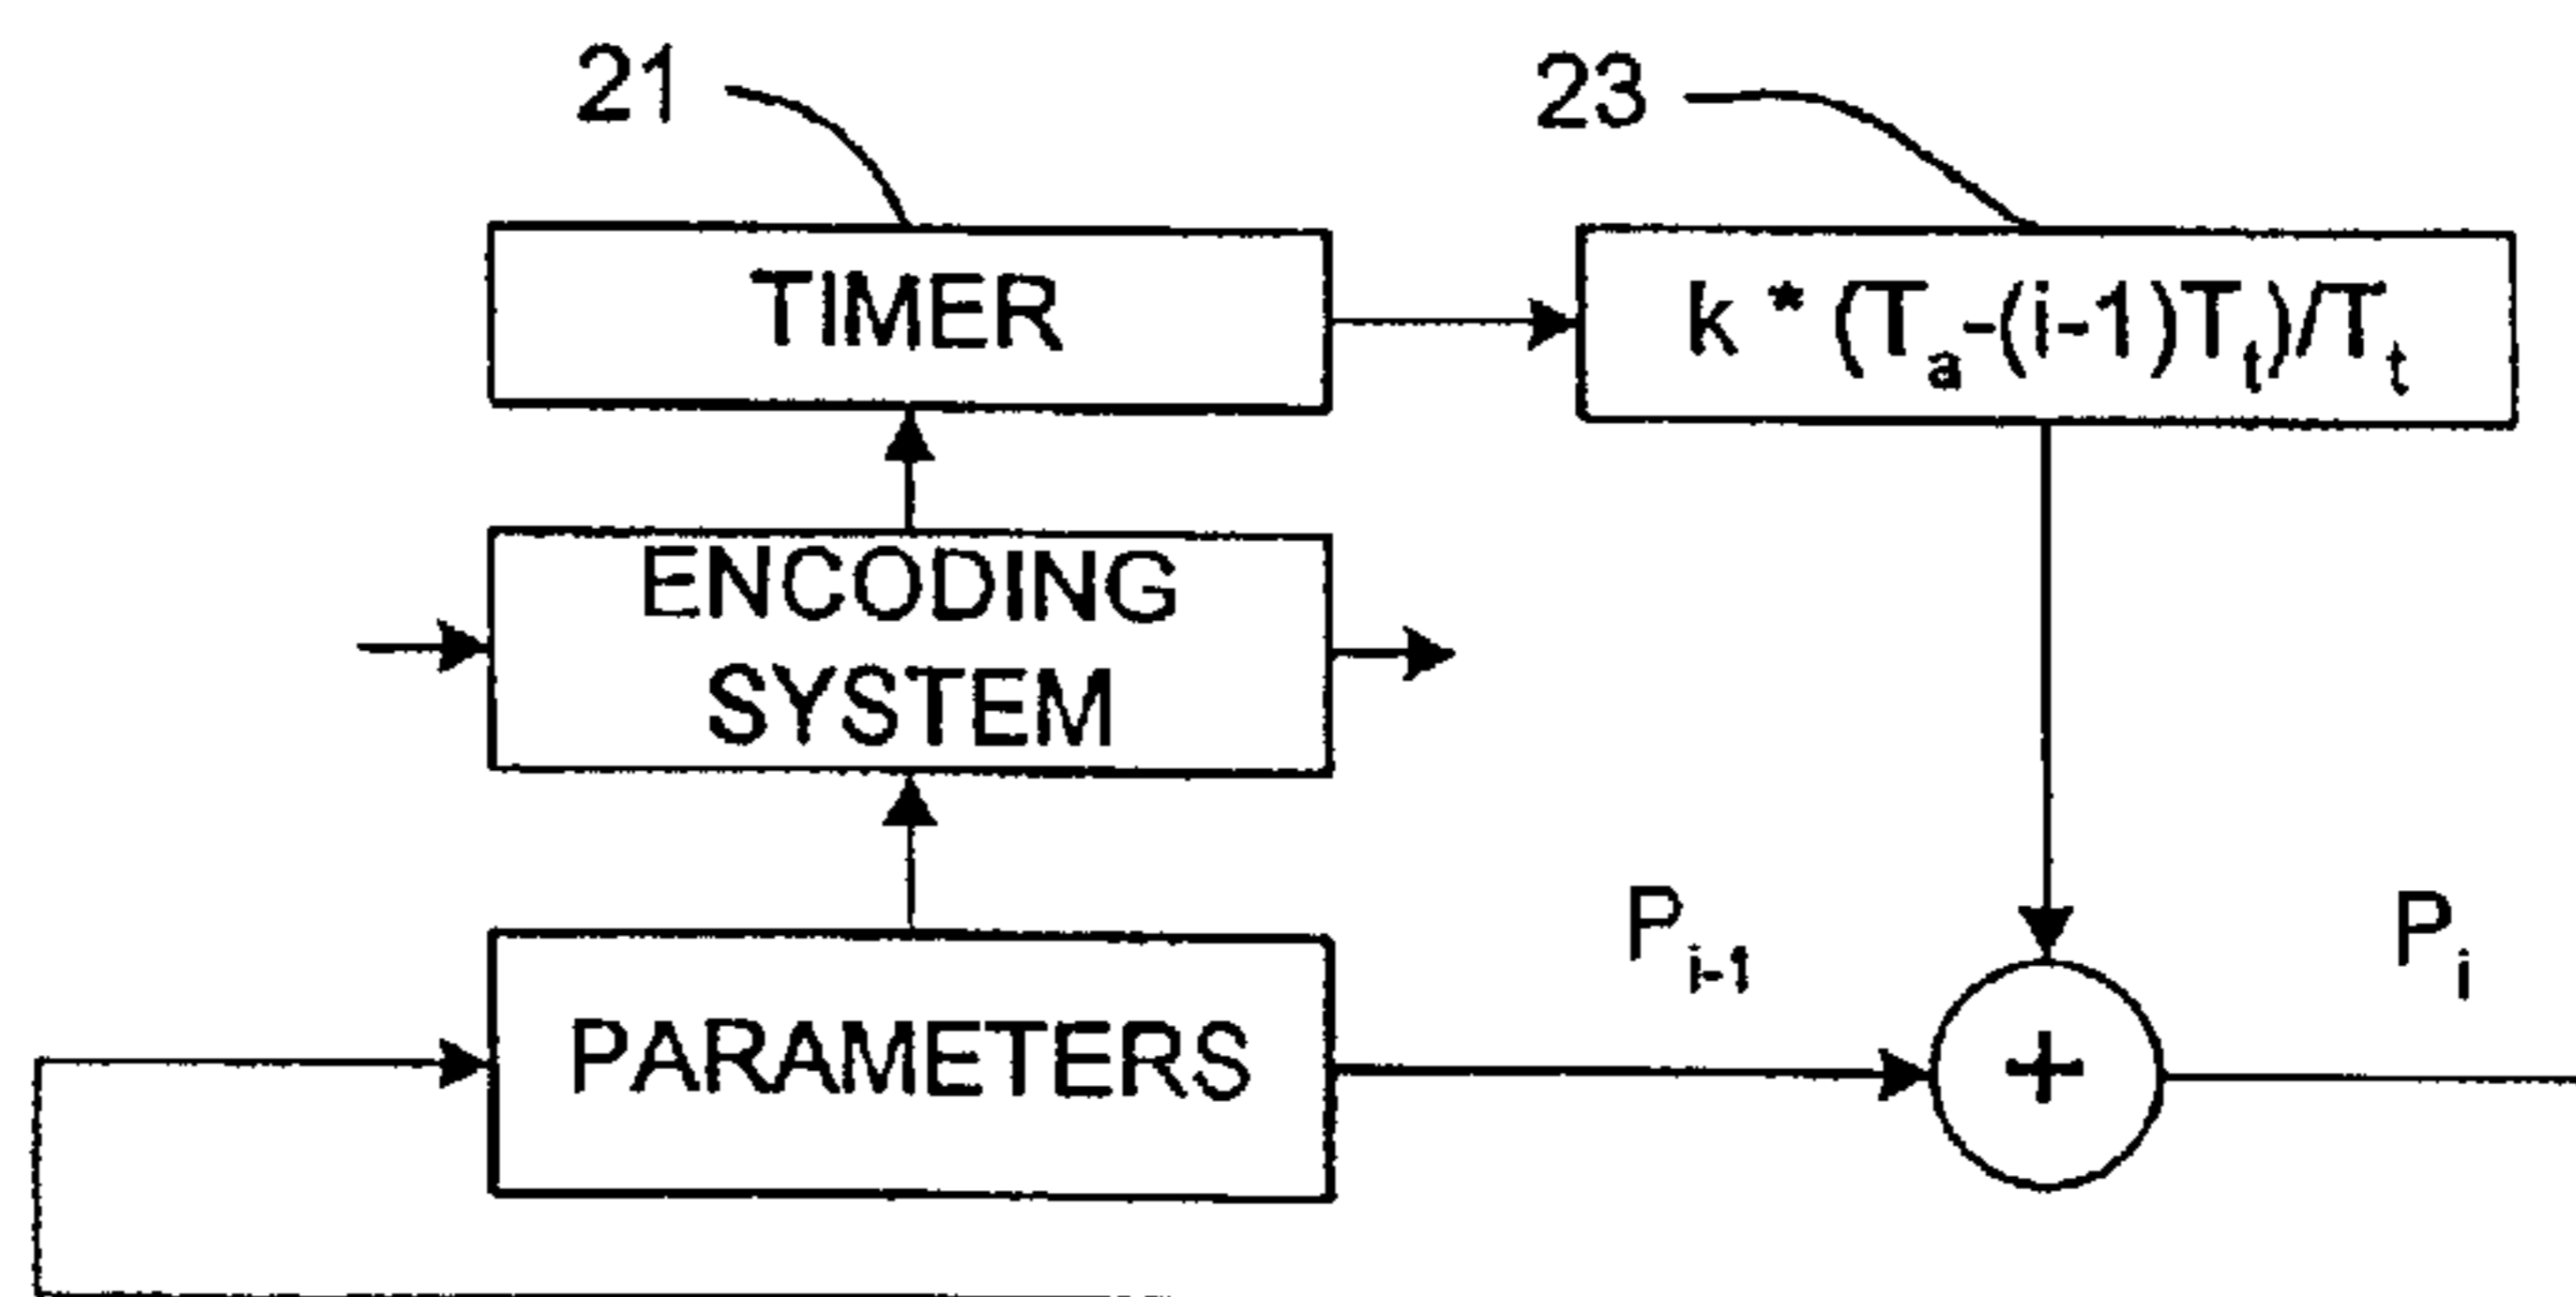 21
23
TIMER
k * (Tₐ-(i-1)Tₜ)/Tₜ
ENCODING
SYSTEM
Pᵢ₋₁
Pᵢ
PARAMETERS
+